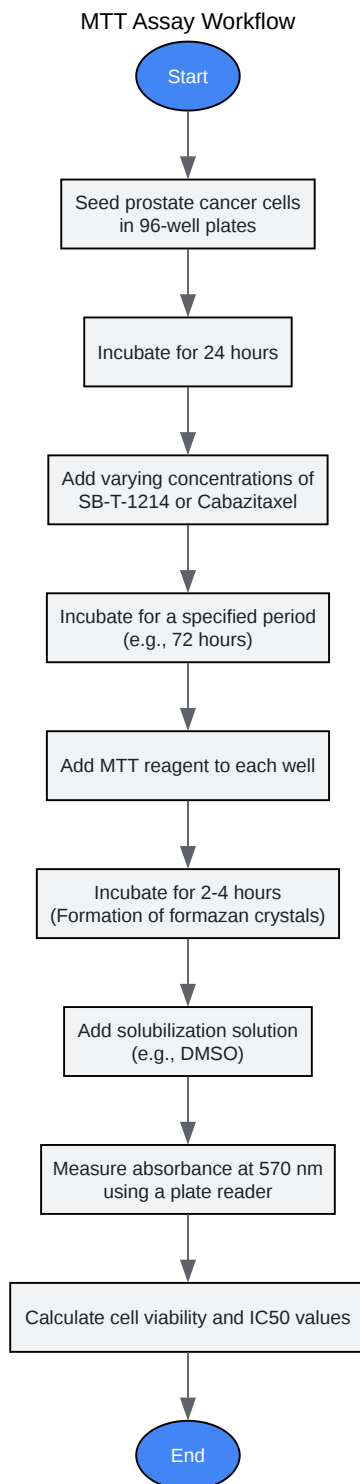 MTT Assay Workflow
Start
Seed prostate cancer cells
in 96-well plates
Incubate for 24 hours
Add varying concentrations of
SB-T-1214 or Cabazitaxel
Incubate for a specified period
(e.g., 72 hours)
Add MTT reagent to each well
Incubate for 2-4 hours
(Formation of formazan crystals)
Add solubilization solution
(e.g., DMSO)
Measure absorbance at 570 nm
using a plate reader
Calculate cell viability and IC50 values
End